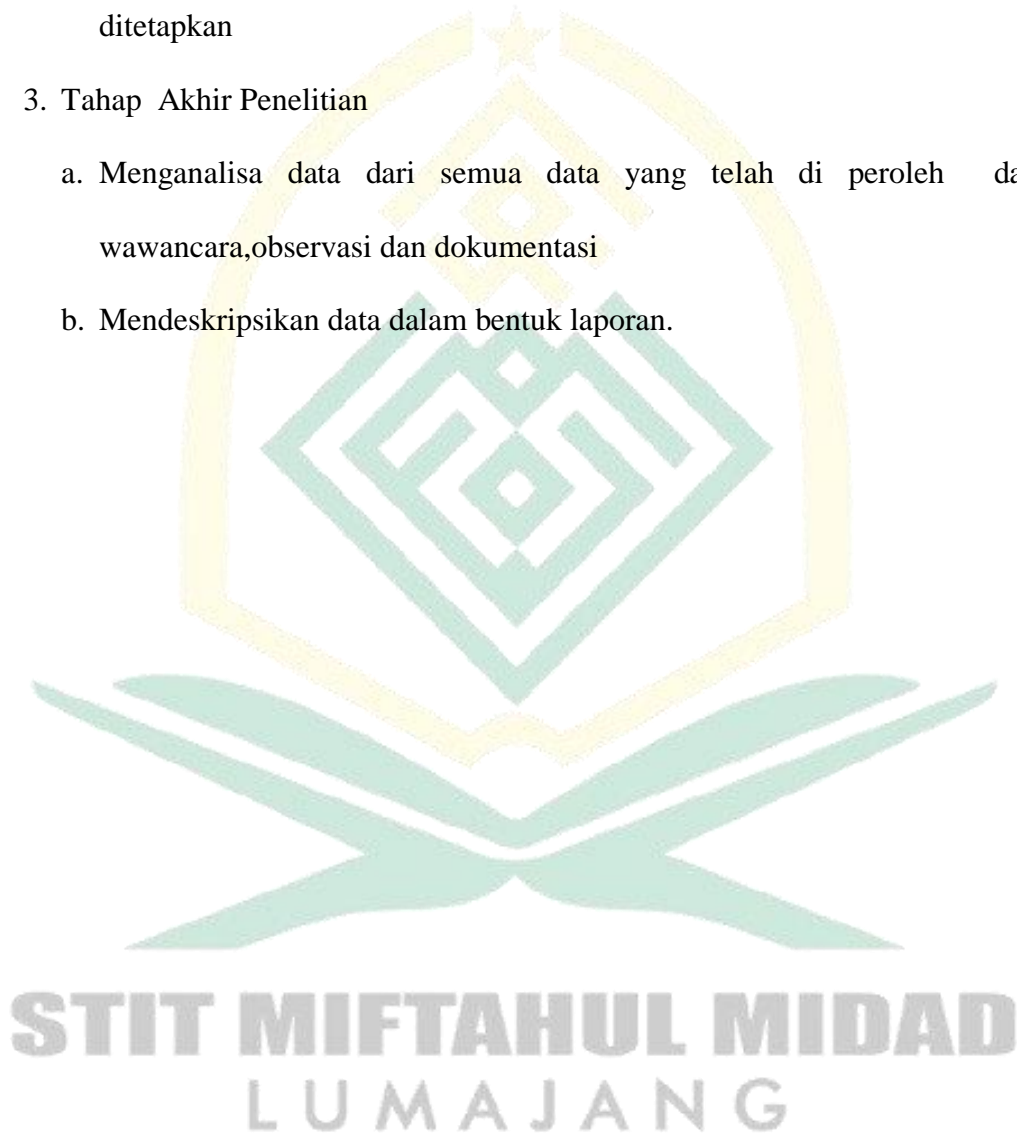 ditetapkan
3. Tahap Akhir Penelitian
a. Menganalisa data dari semua data yang telah di peroleh da
wawancara,observasi dan dokumentasi
b. Mendeskripsikan data dalam bentuk laporan.
STIT MIFTAHUL MIDAD
LUMAJANG